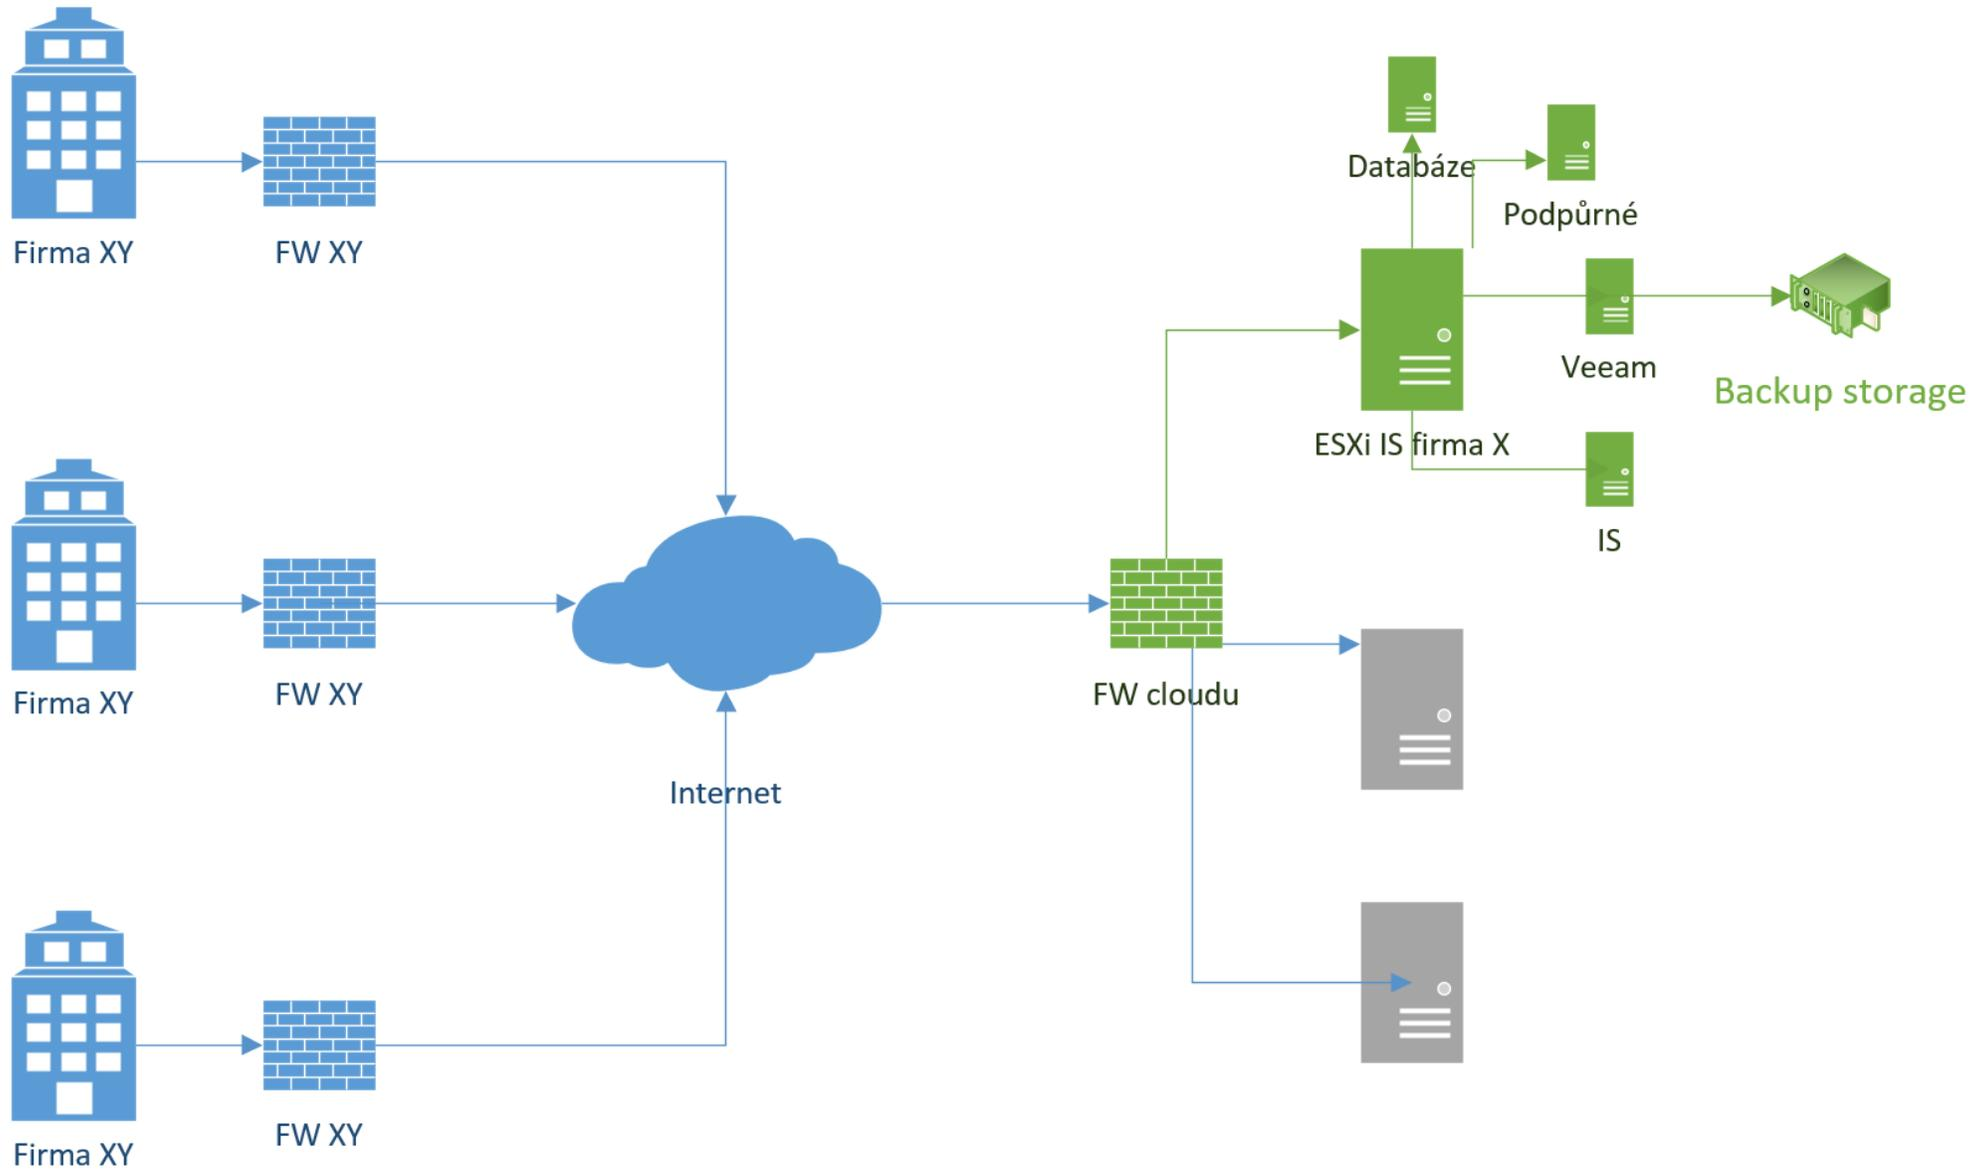 Firma XY
FW XY
Databáze
Podpůrné
Veeam
Backup storage
ESXi IS firma X
IS
Firma XY
FW XY
FW cloudu
Internet
Firma XY
FW XY